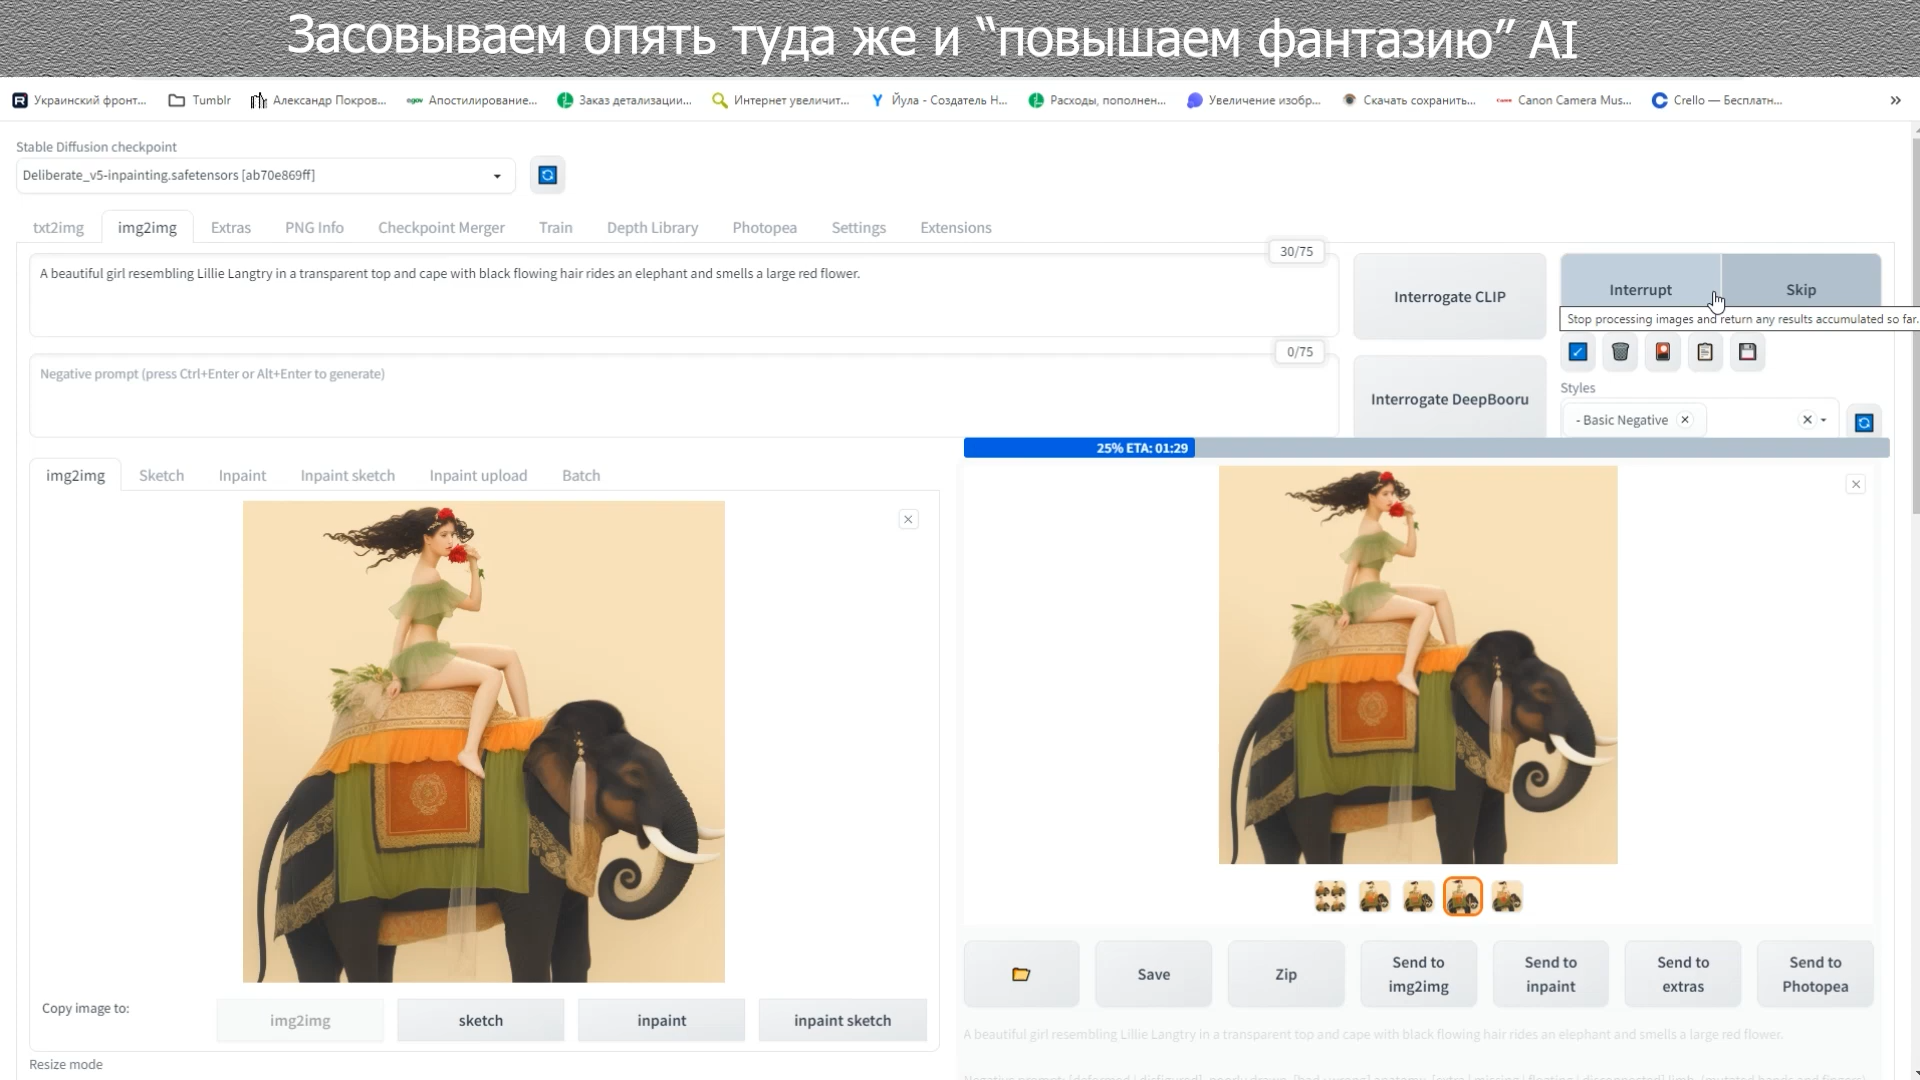 Засовываем опять туда же и “повышаем фантазию” AI
Украинский фронт... Tumblr Александр Покров... Апостилирование... Заказ детализации... Интернет увеличит... Йула - Создатель Н... Расходы, пополнен... Увеличение изобр... Скачать сохранить... Canon Camera Mus... Crello — Бесплатн... »
Stable Diffusion checkpoint
Deliberate_v5-inpainting.safetensors [ab70e869ff]
txt2img img2img Extras PNG Info Checkpoint Merger Train Depth Library Photopea Settings Extensions
30/75
A beautiful girl resembling Lillie Langtry in a transparent top and cape with black flowing hair rides an elephant and smells a large red flower.
Interrogate CLIP
Interrupt Skip
Stop processing images and return any results accumulated so far.
0/75
Negative prompt (press Ctrl+Enter or Alt+Enter to generate)
Interrogate DeepBooru
Styles
- Basic Negative
25% ETA: 01:29
img2img Sketch Inpaint Inpaint sketch Inpaint upload Batch
Save Zip Send to img2img Send to inpaint Send to extras Send to Photopea
Copy image to: img2img sketch inpaint inpaint sketch
A beautiful girl resembling Lillie Langtry in a transparent top and cape with black flowing hair rides an elephant and smells a large red flower.
Resize mode